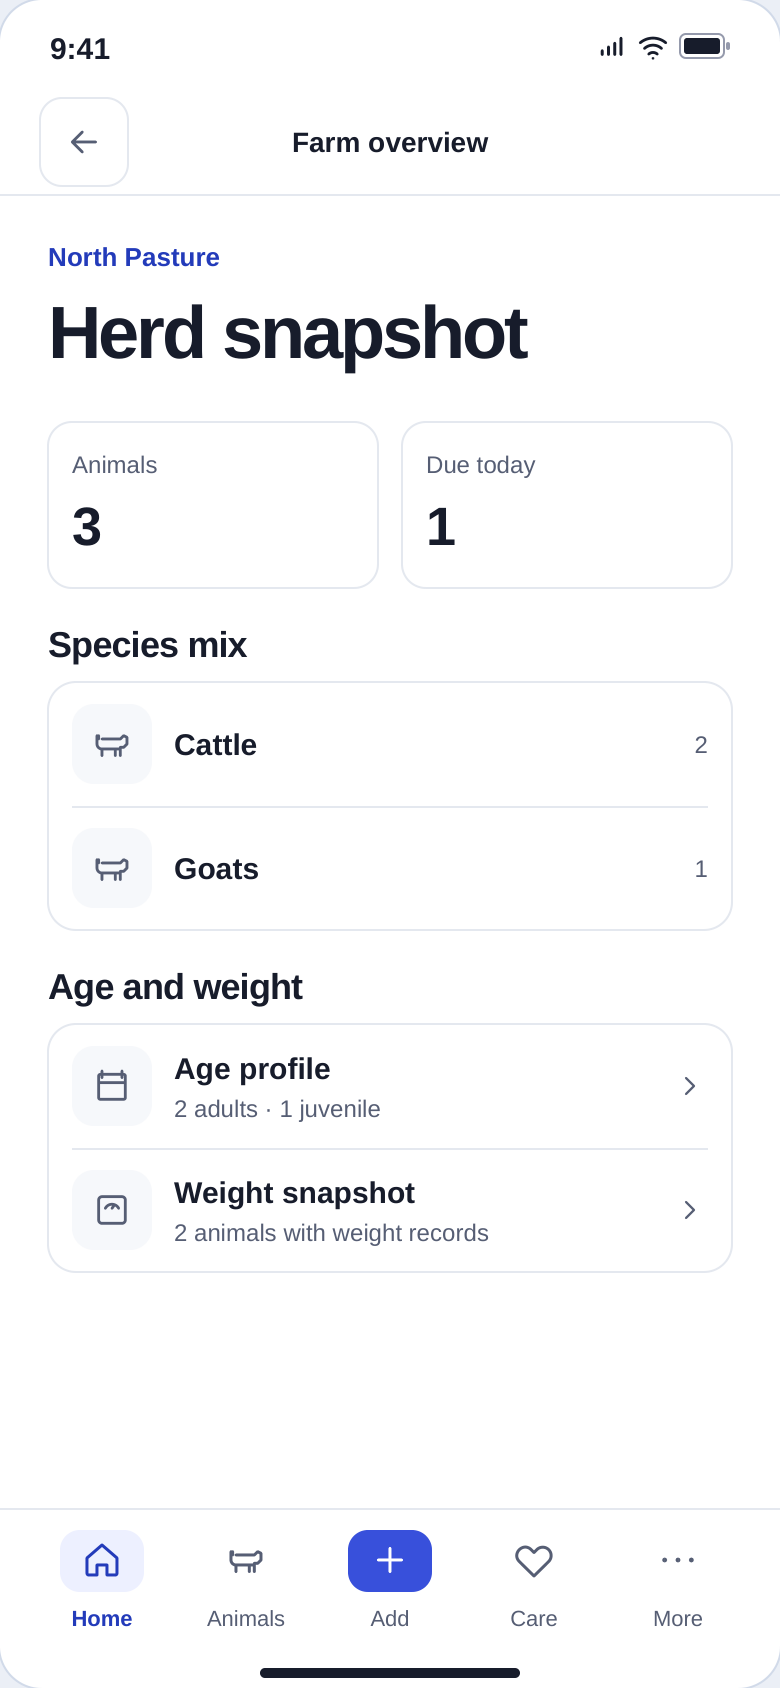 9:41
Farm overview
North Pasture
Herd snapshot
Animals
3
Due today
1
Species mix
Cattle
2
Goats
1
Age and weight
Age profile
2 adults · 1 juvenile
Weight snapshot
2 animals with weight records
Home
Animals
Add
Care
More